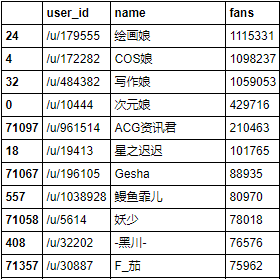 user_id name fans
24 /u/179555 绘画娘 1115331
4 /u/172282 COS娘 1098237
32 /u/484382 写作娘 1059053
0 /u/10444 次元娘 429716
71097 /u/961514 ACG资讯君 210463
18 /u/19413 星之迟迟 101765
71067 /u/196105 Gesha 88935
557 /u/1038928 鳗鱼霏儿 80970
71058 /u/5614 妖少 78018
408 /u/32202 -黑川- 76576
71357 /u/30887 F_茄 75962